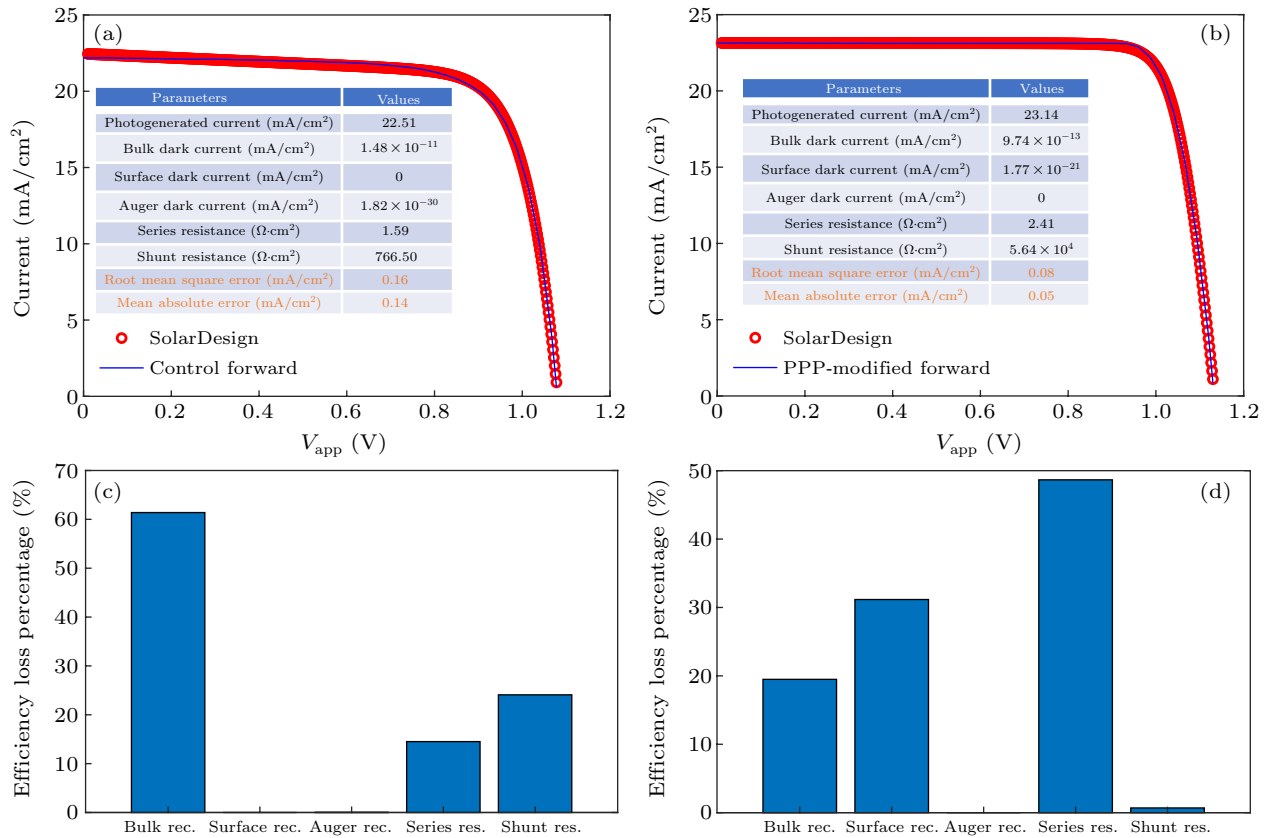 (a)
Current (mA/cm²)
25
20
15
10
5
0
Parameters Values
Photogenerated current (mA/cm²) 22.51
Bulk dark current (mA/cm²) 1.48 × 10⁻¹¹
Surface dark current (mA/cm²) 0
Auger dark current (mA/cm²) 1.82 × 10⁻³⁰
Series resistance (Ω·cm²) 1.59
Shunt resistance (Ω·cm²) 766.50
Root mean square error (mA/cm²) 0.16
Mean absolute error (mA/cm²) 0.14
SolarDesign
Control forward
0 0.2 0.4 0.6 0.8 1.0 1.2
V_app (V)
(b)
Current (mA/cm²)
25
20
15
10
5
0
Parameters Values
Photogenerated current (mA/cm²) 23.14
Bulk dark current (mA/cm²) 9.74 × 10⁻¹³
Surface dark current (mA/cm²) 1.77 × 10⁻²¹
Auger dark current (mA/cm²) 0
Series resistance (Ω·cm²) 2.41
Shunt resistance (Ω·cm²) 5.64 × 10⁴
Root mean square error (mA/cm²) 0.08
Mean absolute error (mA/cm²) 0.05
SolarDesign
PPP-modified forward
0 0.2 0.4 0.6 0.8 1.0 1.2
V_app (V)
(c)
Efficiency loss percentage (%)
70
60
50
40
30
20
10
0
Bulk rec. Surface rec. Auger rec. Series res. Shunt res.
(d)
Efficiency loss percentage (%)
50
40
30
20
10
0
Bulk rec. Surface rec. Auger rec. Series res. Shunt res.